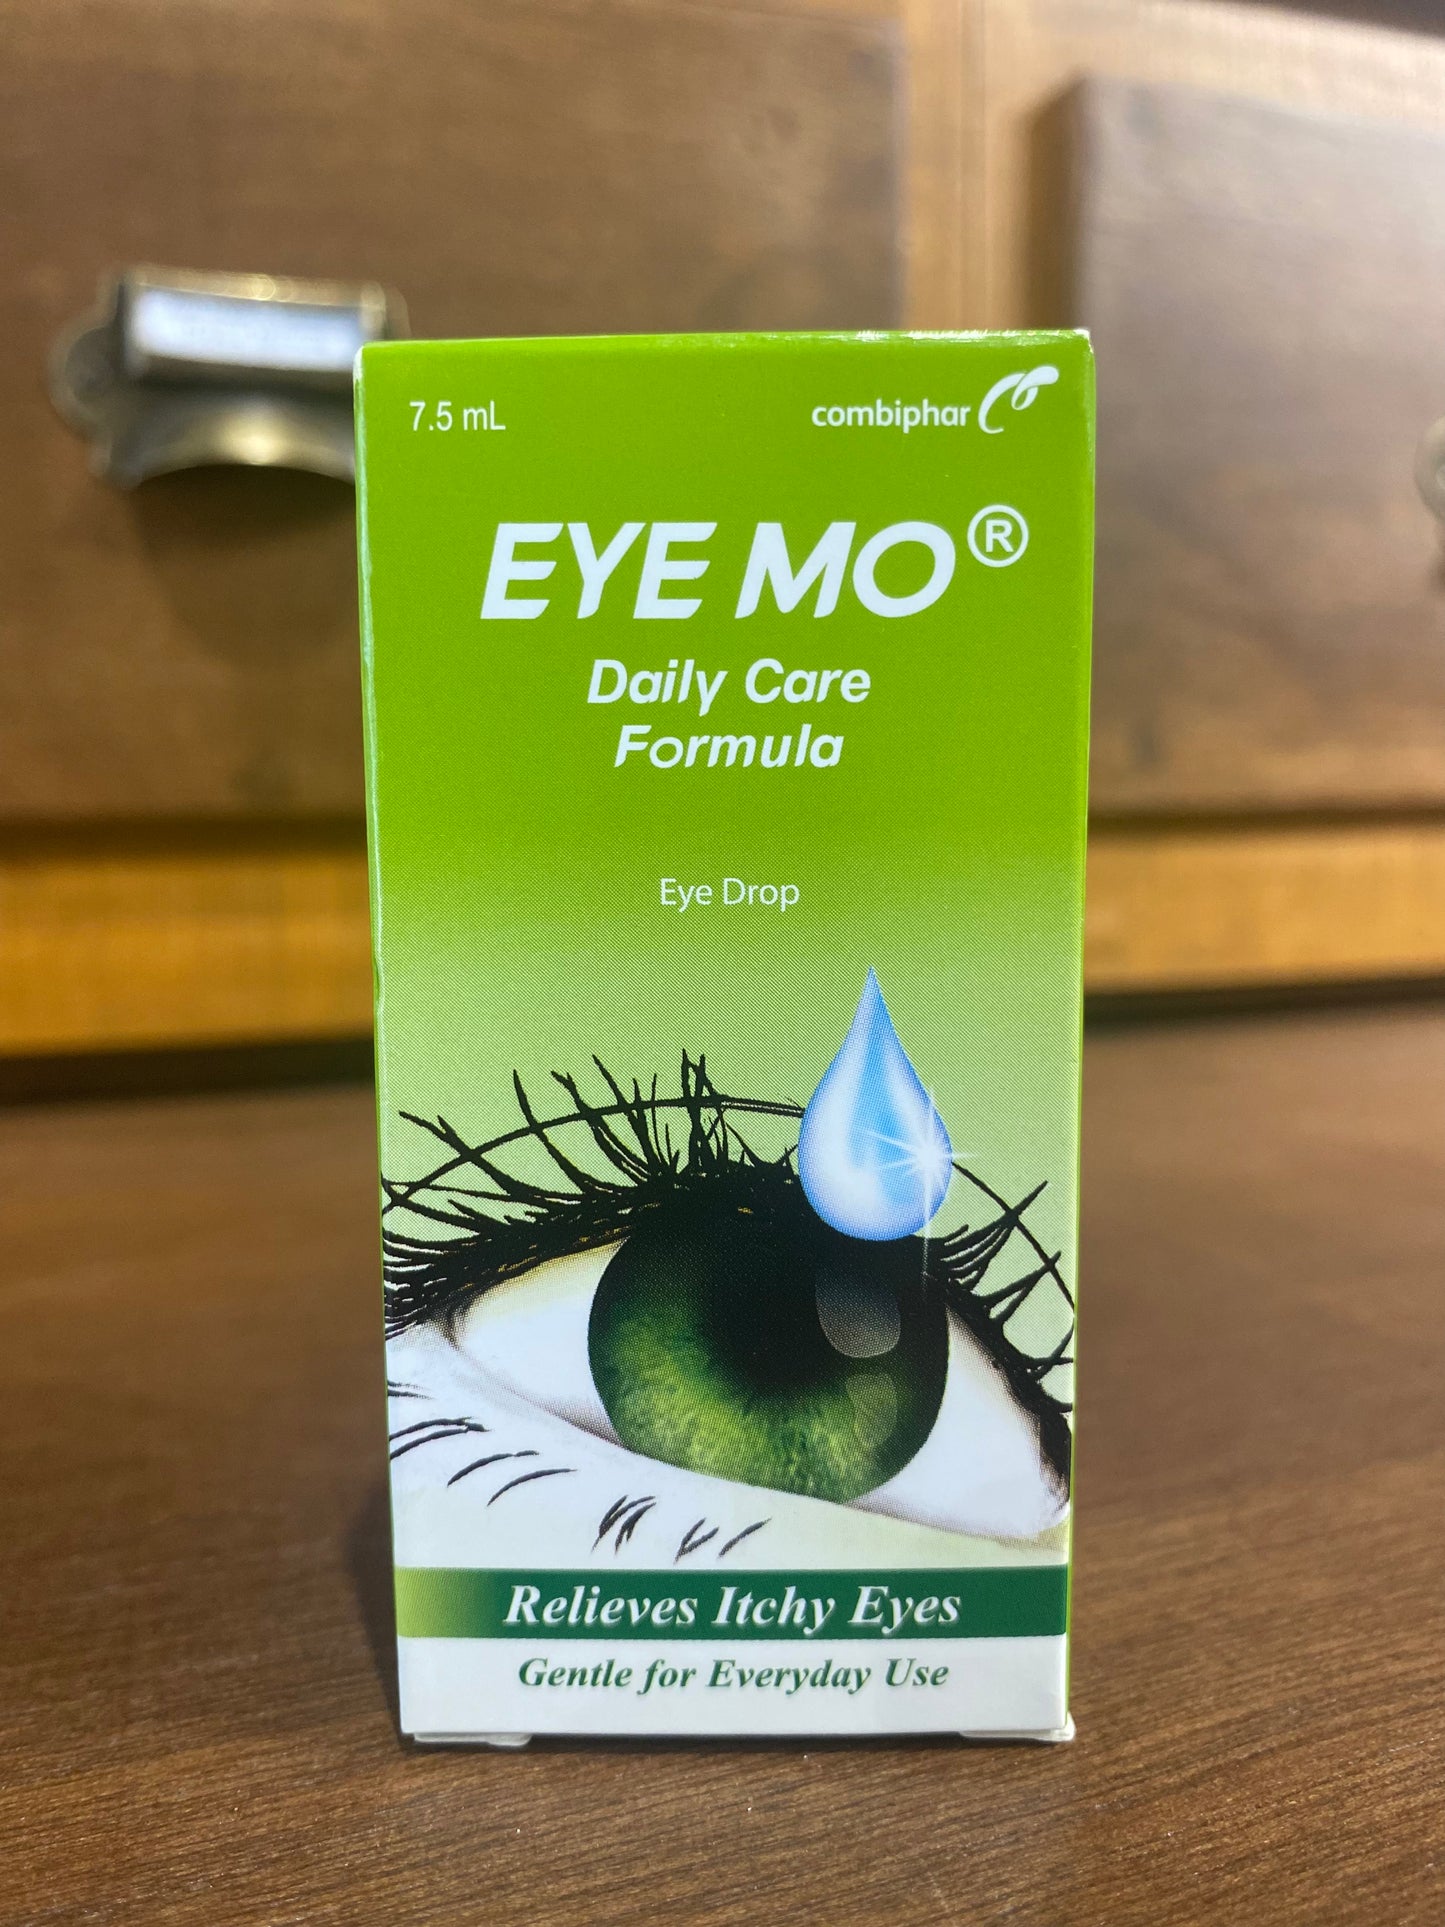 7.5 mL
combiphar
EYE MO®
Daily Care
Formula
Eye Drop
Relieves Itchy Eyes
Gentle for Everyday Use